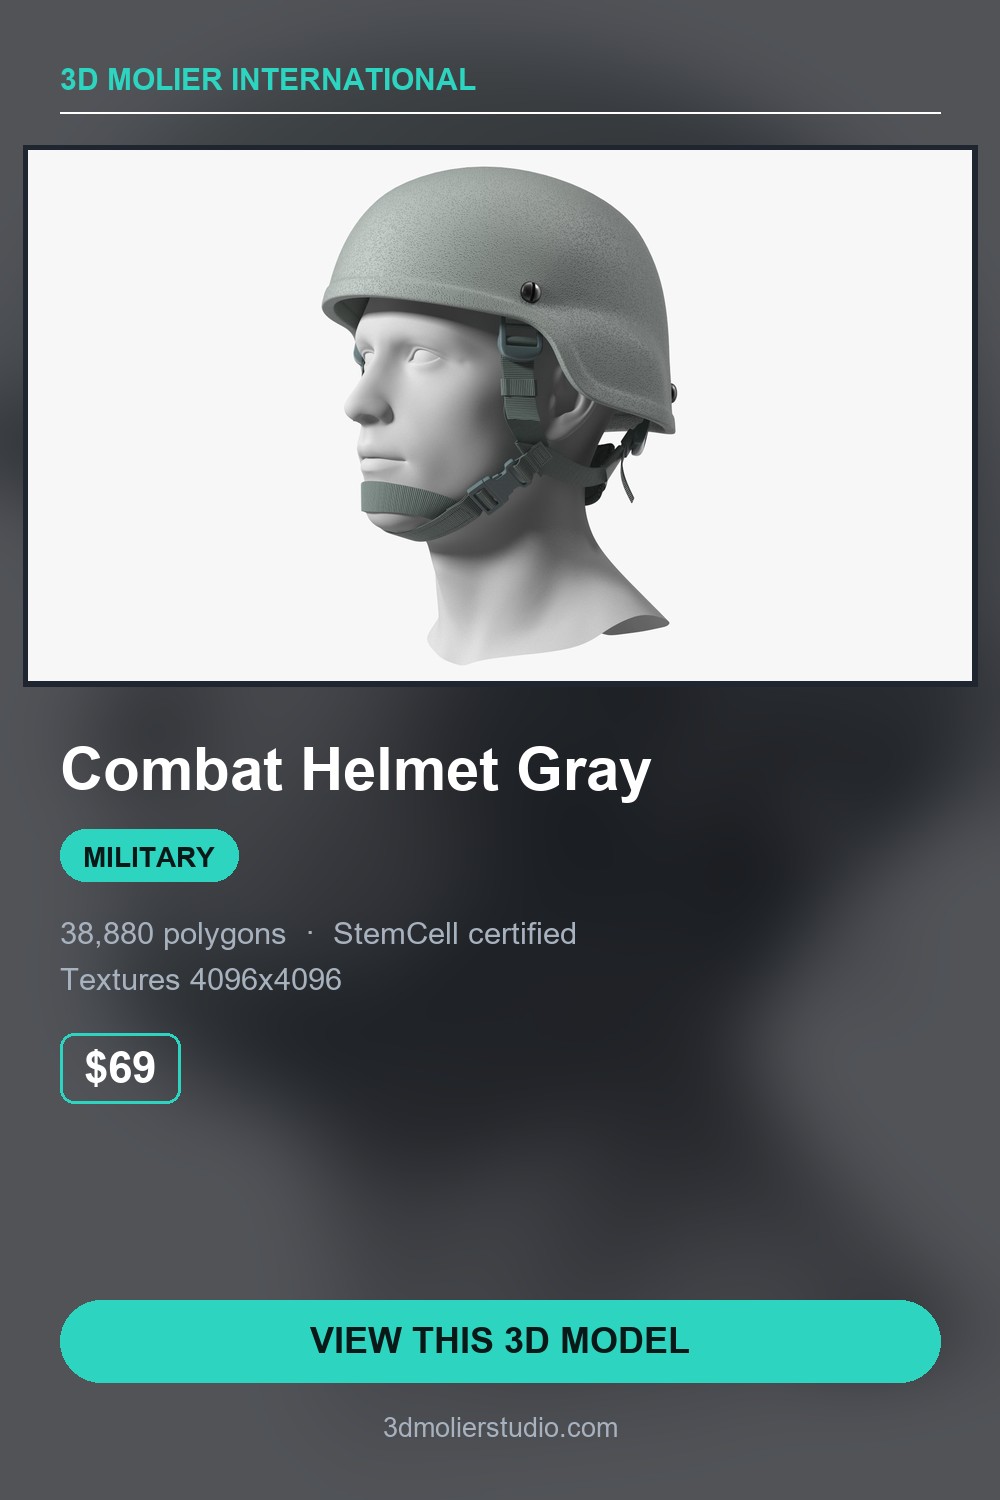 3D MOLIER INTERNATIONAL
Combat Helmet Gray
MILITARY
38,880 polygons · StemCell certified
Textures 4096x4096
$69
VIEW THIS 3D MODEL
3dmolierstudio.com